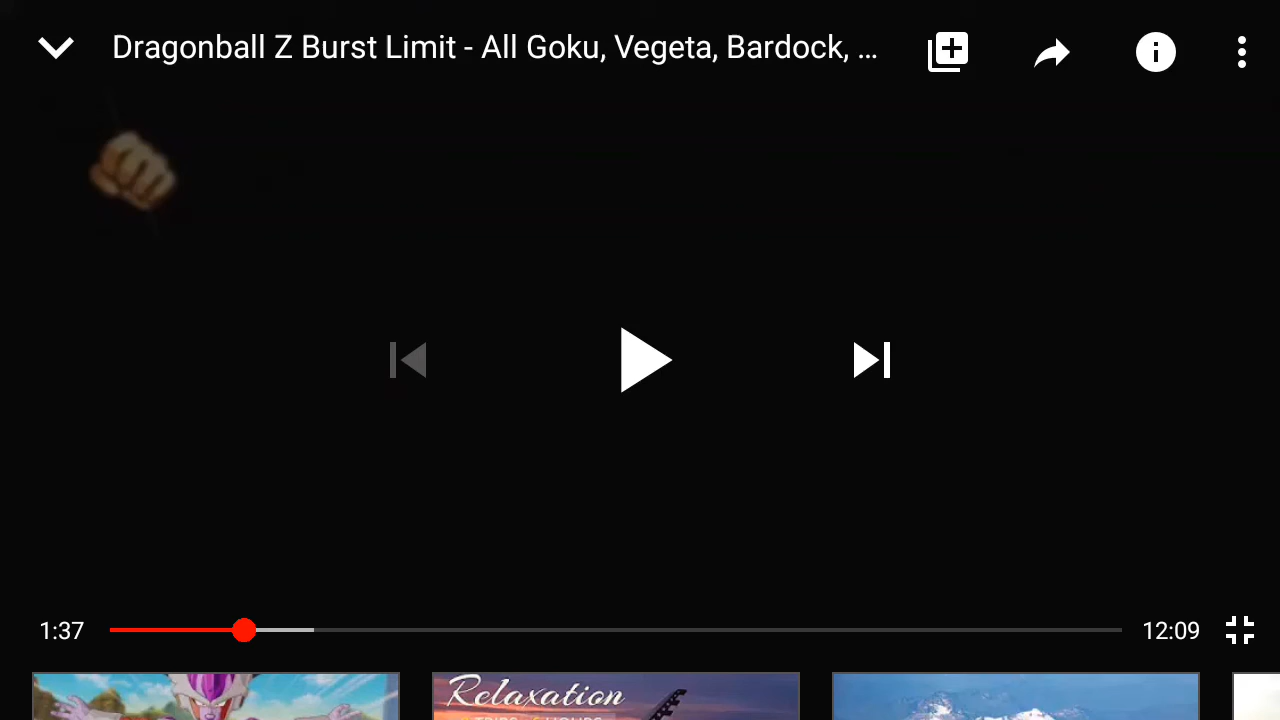 Dragonball Z Burst Limit - All Goku, Vegeta, Bardock, ...
1:37
12:09
Relaxation